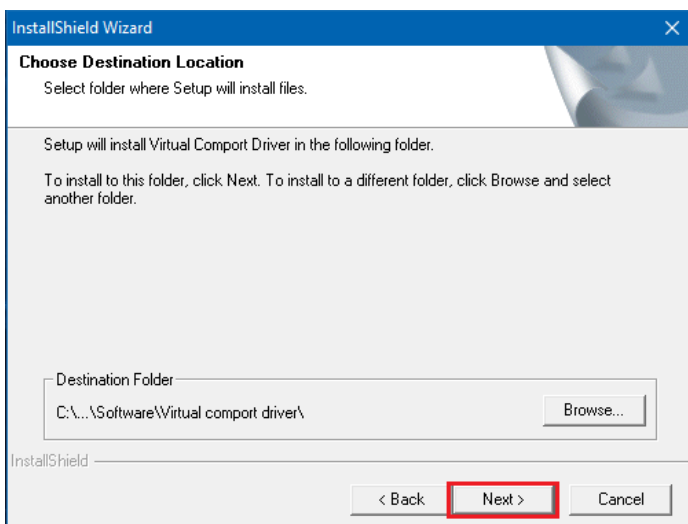 InstallShield Wizard
Choose Destination Location
Select folder where Setup will install files.
Setup will install Virtual Comport Driver in the following folder.
To install to this folder, click Next. To install to a different folder, click Browse and select
another folder.
Destination Folder
C:\...\Software\Virtual comport driver\
Browse...
InstallShield
< Back
Next >
Cancel